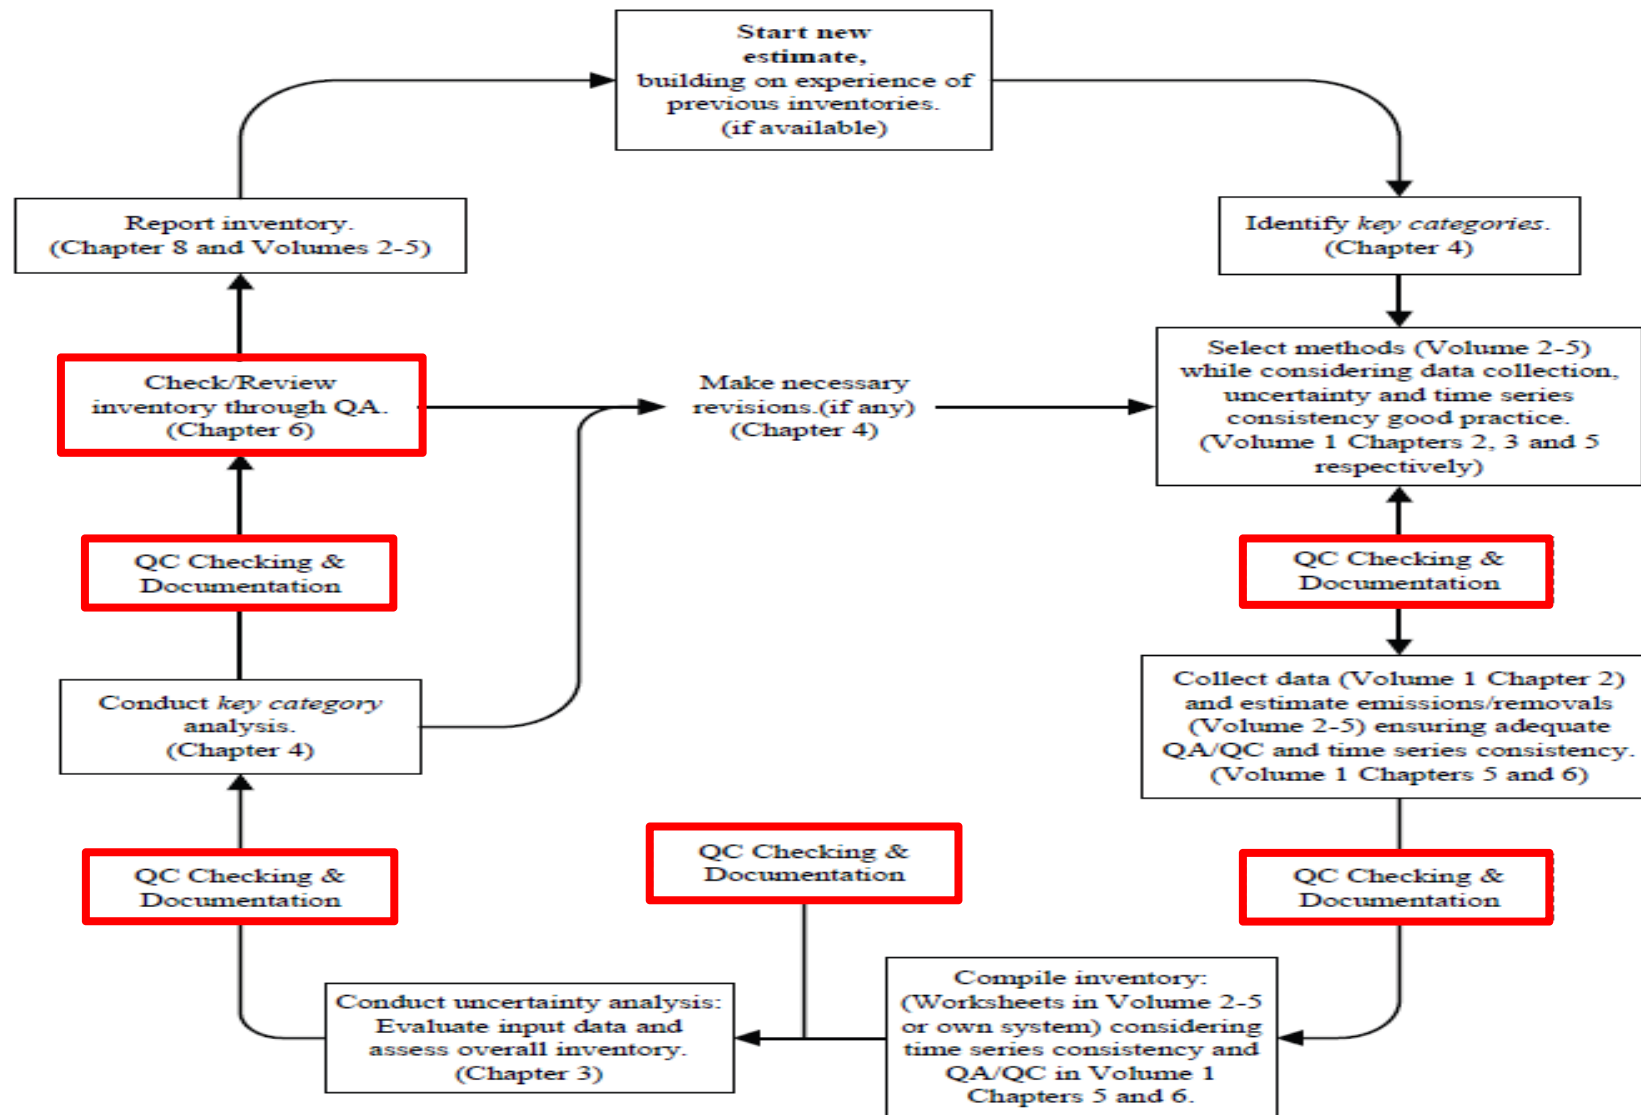 Start new
estimate,
building on experience of
previous inventories.
(if available)
Report inventory.
(Chapter 8 and Volumes 2-5)
Identify key categories.
(Chapter 4)
Check/Review
inventory through QA.
(Chapter 6)
Make necessary
revisions.(if any)
(Chapter 4)
Select methods (Volume 2-5)
while considering data collection,
uncertainty and time series
consistency good practice.
(Volume 1 Chapters 2, 3 and 5
respectively)
QC Checking &
Documentation
QC Checking &
Documentation
Conduct key category
analysis.
(Chapter 4)
Collect data (Volume 1 Chapter 2)
and estimate emissions/removals
(Volume 2-5) ensuring adequate
QA/QC and time series consistency.
(Volume 1 Chapters 5 and 6)
QC Checking &
Documentation
QC Checking &
Documentation
QC Checking &
Documentation
Conduct uncertainty analysis:
Evaluate input data and
assess overall inventory.
(Chapter 3)
Compile inventory:
(Worksheets in Volume 2-5
or own system) considering
time series consistency and
QA/QC in Volume 1
Chapters 5 and 6.